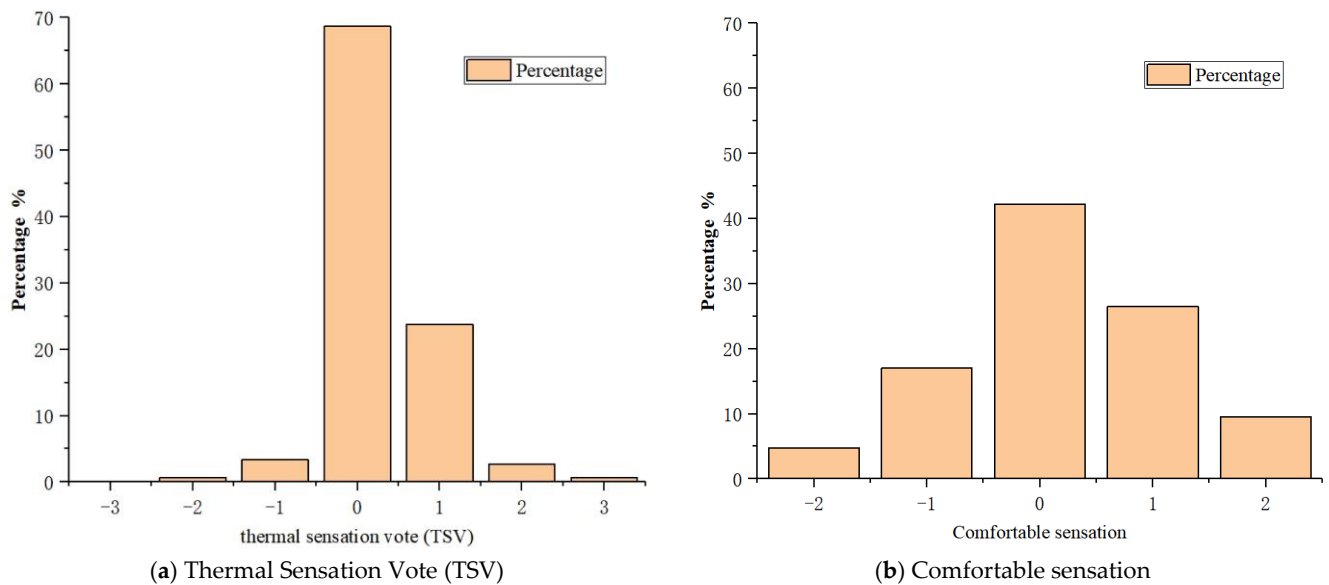 70
60
50
40
30
20
10
0
Percentage %
Percentage
-3 -2 -1 0 1 2 3
thermal sensation vote (TSV)
(a) Thermal Sensation Vote (TSV)
70
60
50
40
30
20
10
0
Percentage %
Percentage
-2 -1 0 1 2
Comfortable sensation
(b) Comfortable sensation